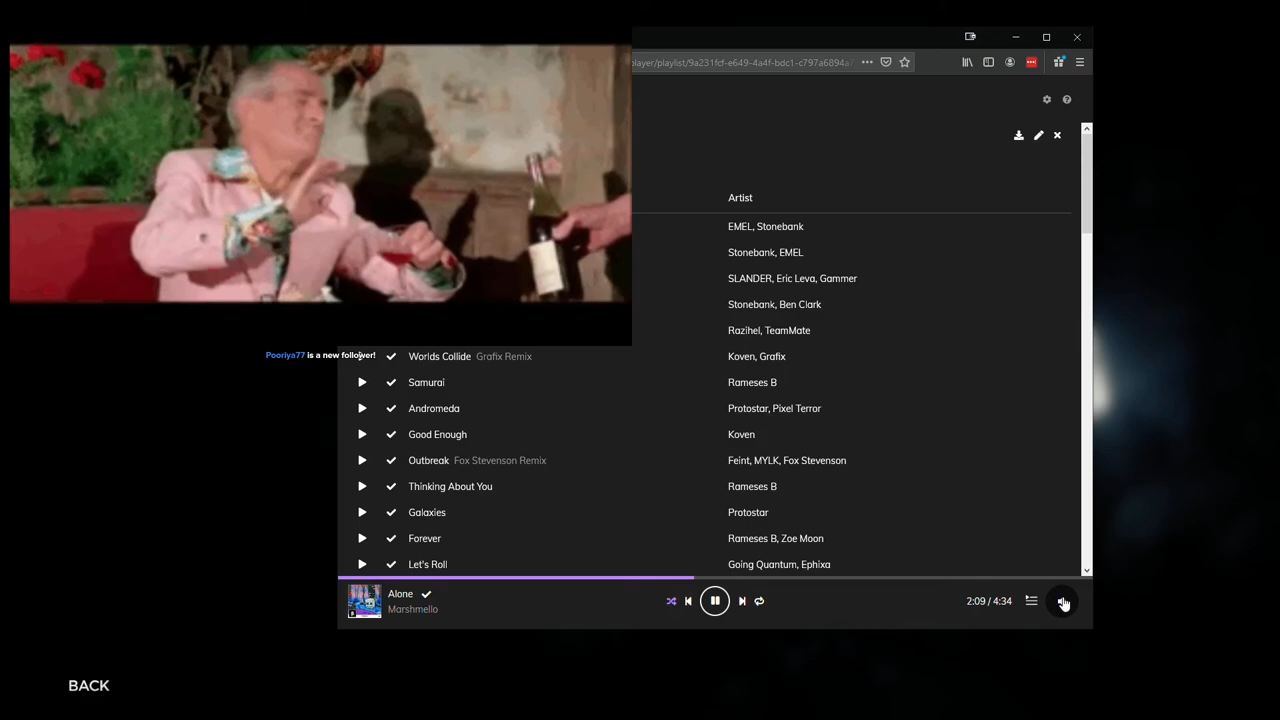 player/playlist/9a231fcf-e649-4a4f-bdc1-c797a6894a7
Artist
EMEL, Stonebank
Stonebank, EMEL
SLANDER, Eric Leva, Gammer
Stonebank, Ben Clark
Razihel, TeamMate
Pooriya77 is a new follower!
Worlds Collide Grafix Remix Koven, Grafix
Samurai Rameses B
Andromeda Protostar, Pixel Terror
Good Enough Koven
Outbreak Fox Stevenson Remix Feint, MYLK, Fox Stevenson
Thinking About You Rameses B
Galaxies Protostar
Forever Rameses B, Zoe Moon
Let's Roll Going Quantum, Ephixa
Alone
Marshmello
2:09 / 4:34
BACK